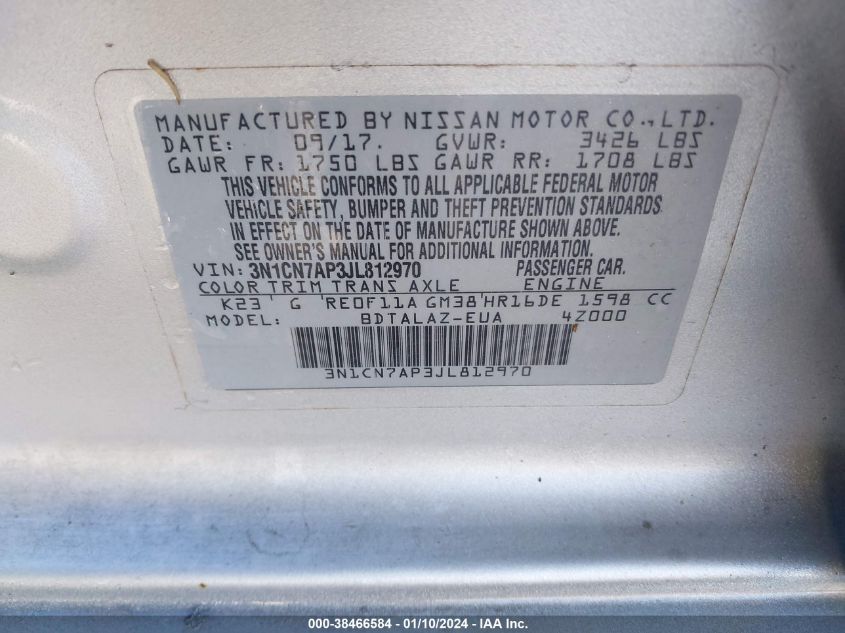 MANUFACTURED BY NISSAN MOTOR CO., LTD.
DATE: 09/17. GVWR: 3426 LBS
GAWR FR: 1750 LBS GAWR RR: 1708 LBS
THIS VEHICLE CONFORMS TO ALL APPLICABLE FEDERAL MOTOR
VEHICLE SAFETY, BUMPER AND THEFT PREVENTION STANDARDS
IN EFFECT ON THE DATE OF MANUFACTURE SHOWN ABOVE.
SEE OWNER'S MANUAL FOR ADDITIONAL INFORMATION.
VIN: 3N1CN7AP3JL812970 PASSENGER CAR.
COLOR TRIM TRANS AXLE ENGINE
K23' G 'RE0F11A GM38'HR16DE 1598 CC
MODEL: BDTALAZ-EUA 4Z000
3N1CN7AP3JL812970
000-38466584 - 01/10/2024 - IAAI.com